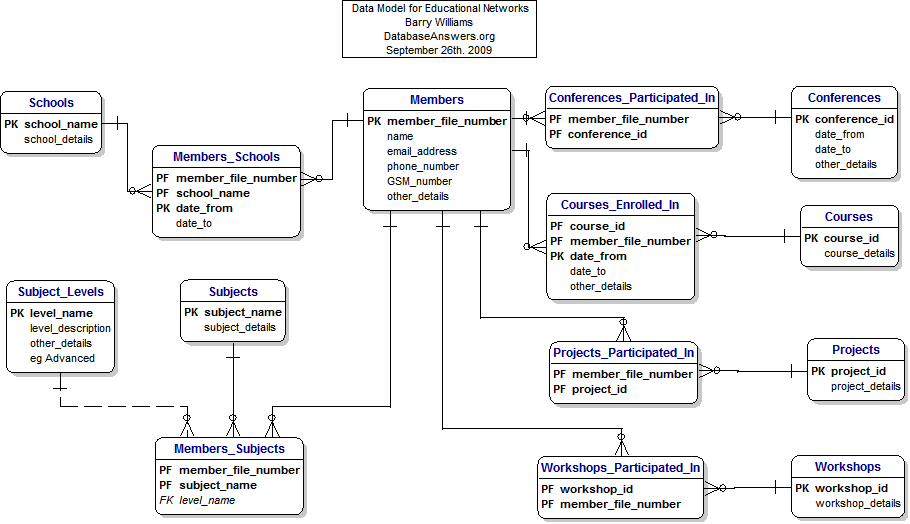 Data Model for Educational Networks
Barry Williams
DatabaseAnswers.org
September 26th. 2009
Schools
PK school_name
school_details
Members_Schools
PF member_file_number
PF school_name
PK date_from
date_to
Members
PK member_file_number
name
email_address
phone_number
GSM_number
other_details
Conferences_Participated_In
PF member_file_number
PF conference_id
Conferences
PK conference_id
date_from
date_to
other_details
Courses_Enrolled_In
PF course_id
PF member_file_number
PK date_from
date_to
other_details
Courses
PK course_id
course_details
Subject_Levels
PK level_name
level_description
other_details
eg Advanced
Subjects
PK subject_name
subject_details
Projects_Participated_In
PF member_file_number
PF project_id
Projects
PK project_id
project_details
Members_Subjects
PF member_file_number
PF subject_name
FK level_name
Workshops_Participated_In
PF workshop_id
PF member_file_number
Workshops
PK workshop_id
workshop_details